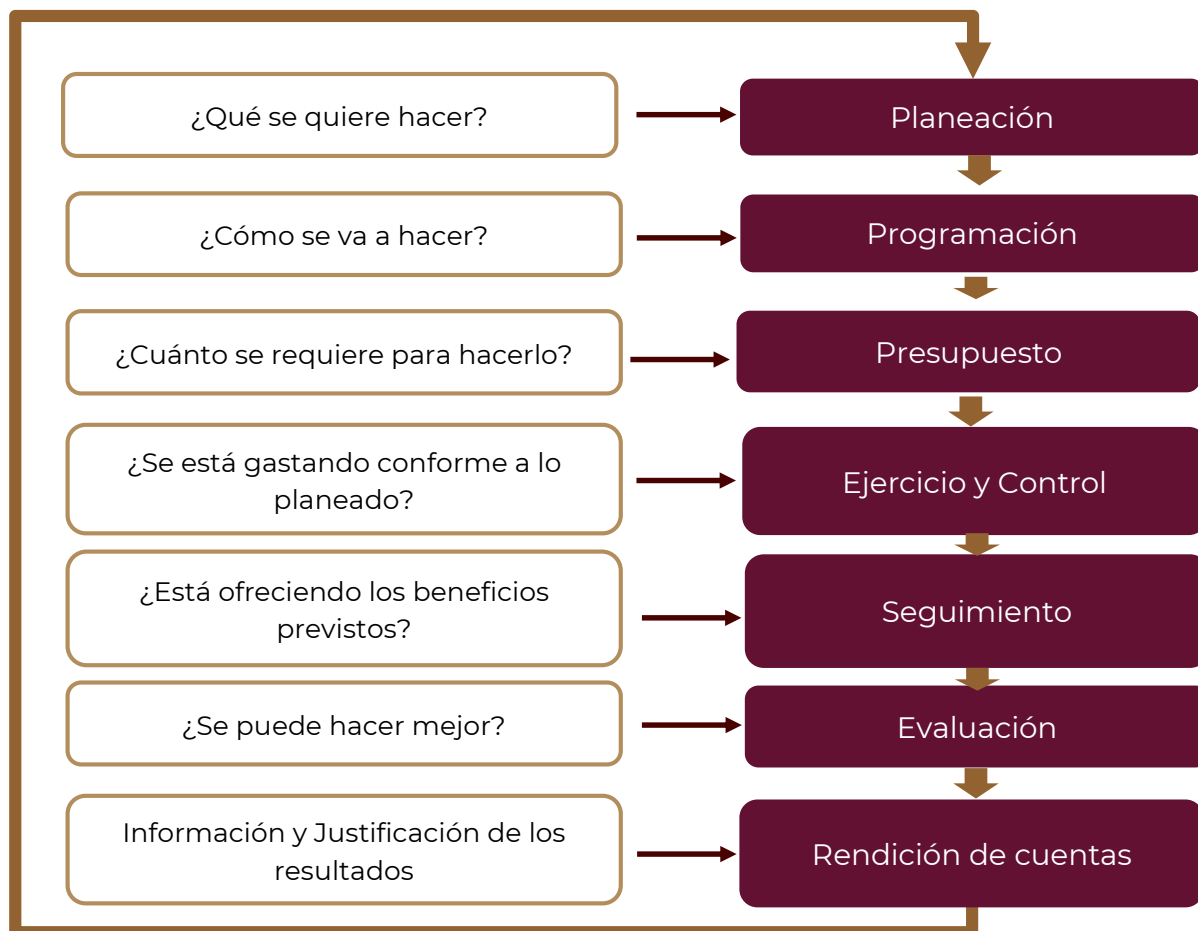 ¿Qué se quiere hacer?
Planeación
¿Cómo se va a hacer?
Programación
¿Cuánto se requiere para hacerlo?
Presupuesto
¿Se está gastando conforme a lo
planeado?
Ejercicio y Control
¿Está ofreciendo los beneficios
previstos?
Seguimiento
¿Se puede hacer mejor?
Evaluación
Información y Justificación de los
resultados
Rendición de cuentas